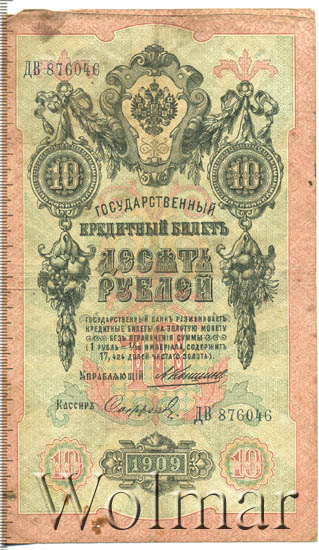 ДВ 876046
10 10
ГОСУДАРСТВЕННЫЙ
КРЕДИТНЫЙ БИЛЕТЪ
ДЕСЯТЬ
РУБЛЕЙ
ГОСУДАРСТВЕННЫЙ БАНКЪ РАЗМѢНИВАЕТЪ
КРЕДИТНЫЕ БИЛЕТЫ НА ЗОЛОТУЮ МОНЕТУ
БЕЗЪ ОГРАНИЧЕНІЯ СУММЫ
(1 РУБЛЬ = 1/15 ИМПЕРІАЛА, СОДЕРЖИТЪ
17,424 ДОЛЕЙ ЧИСТАГО ЗОЛОТА).
УПРАВЛЯЮЩІЙ
КАССИРЪ
ДВ 876046
10 1909 10
Wolmar